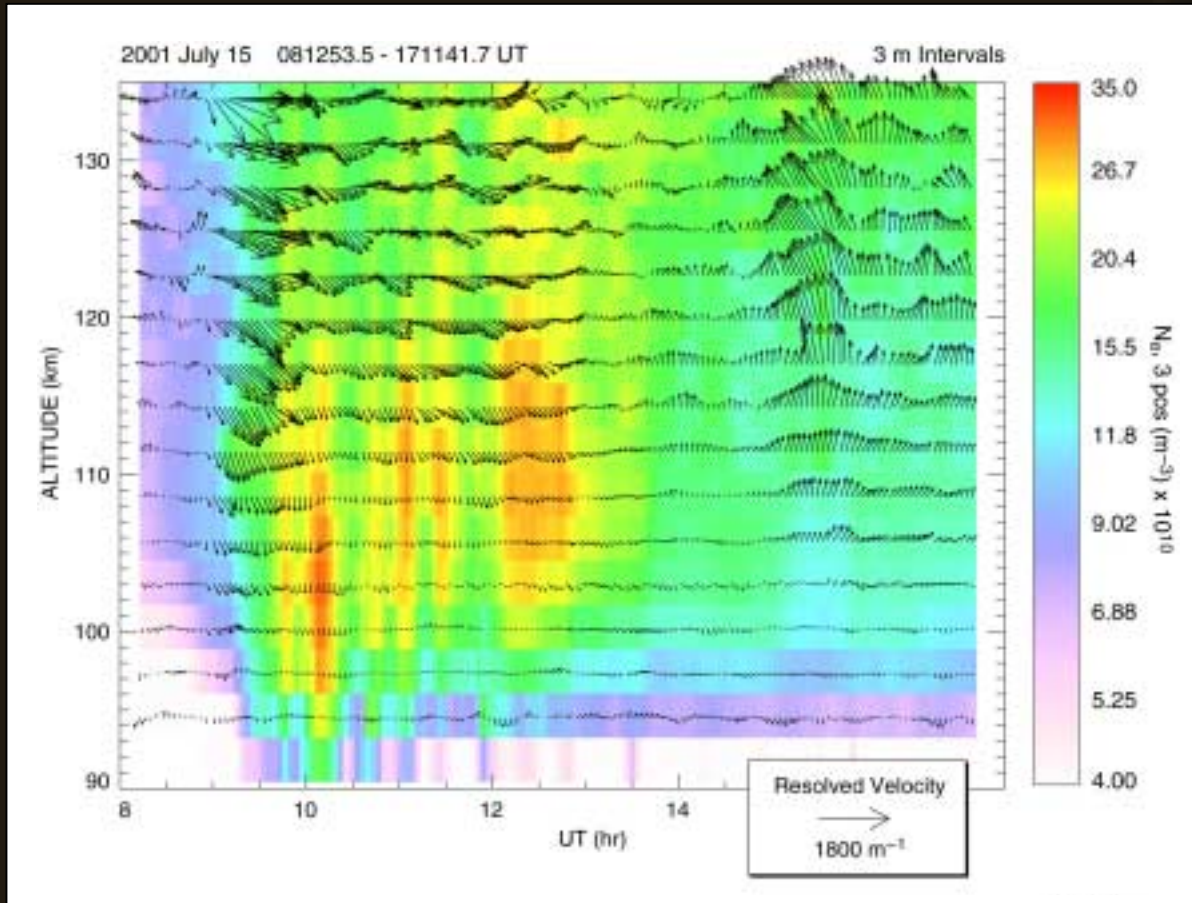 2001 July 15 081253.5 - 171141.7 UT 3 m Intervals
35.0
130
26.7
20.4
120
15.5
ALTITUDE (km)
Ne, 3 pos (m⁻³) x 10¹⁰
11.8
110
9.02
6.88
100
5.25
90
4.00
8 10 12 14
UT (hr)
Resolved Velocity
1800 m⁻¹